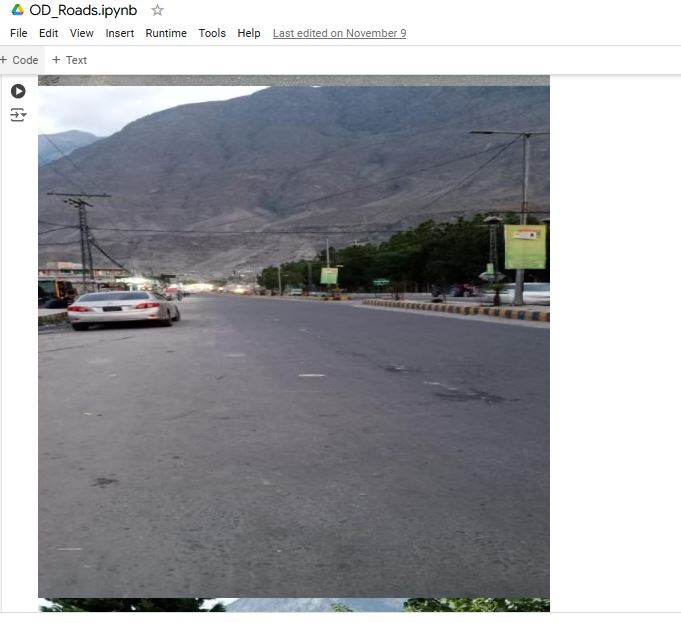 OD_Roads.ipynb
File Edit View Insert Runtime Tools Help Last edited on November 9
+ Code + Text